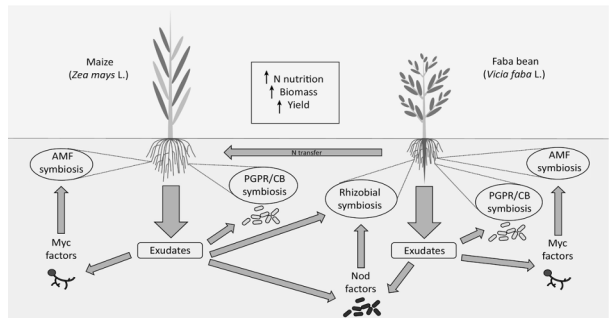 Maize
(Zea mays L.)
↑ N nutrition
↑ Biomass
↑ Yield
Faba bean
(Vicia faba L.)
N transfer
AMF
symbiosis
PGPR/CB
symbiosis
Rhizobial
symbiosis
PGPR/CB
symbiosis
AMF
symbiosis
Myc
factors
Exudates
Nod
factors
Exudates
Myc
factors